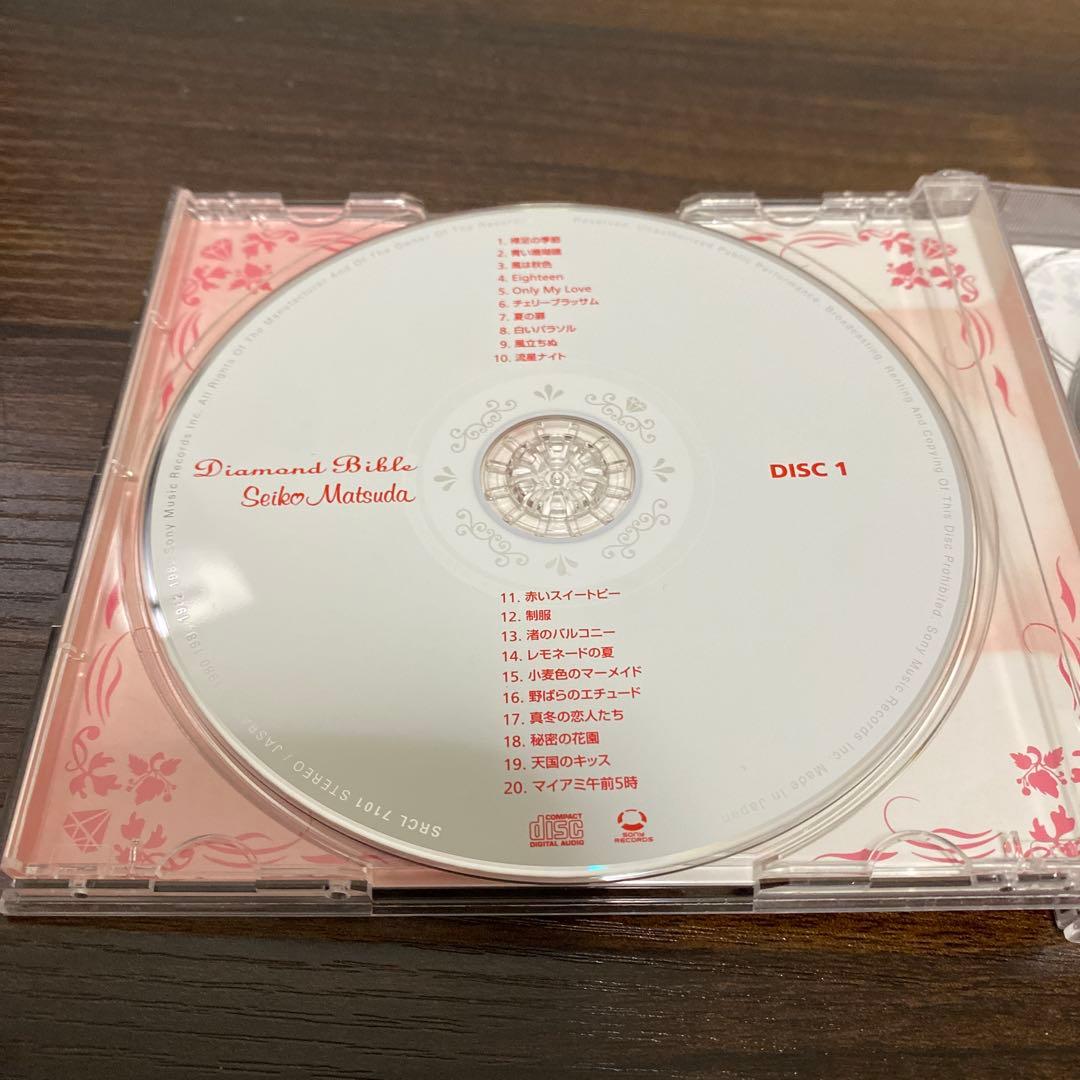 1. 裸足の季節
2. 青い珊瑚礁
3. 風は秋色
4. Eighteen
5. Only My Love
6. チェリーブラッサム
7. 夏の扉
8. 白いパラソル
9. 風立ちぬ
10. 流星ナイト
Diamond Bible
Seiko Matsuda
DISC 1
11. 赤いスイートピー
12. 制服
13. 渚のバルコニー
14. レモネードの夏
15. 小麦色のマーメイド
16. 野ばらのエチュード
17. 真冬の恋人たち
18. 秘密の花園
19. 天国のキッス
20. マイアミ午前5時
COMPACT
disc
DIGITAL AUDIO
SONY
RECORDS
SRCL 7101 STEREO / JASR
Sony Music Records Inc. All Rights Of The Manufacturer And Of The Owner Of The Record
Reserved. Unauthorized Public Performance, Broadcasting, Renting And Copying Of This Disc Prohibited. Sony Music Records Inc. Made In Japan